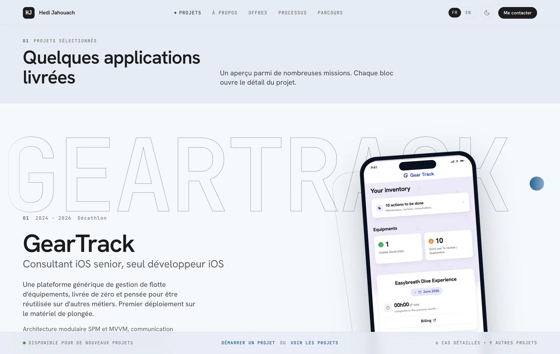 HJ Hedi Jahouach
• PROJETS À PROPOS OFFRES PROCESSUS PARCOURS
FR EN
Me contacter
01 PROJETS SÉLECTIONNÉS
Quelques applications
livrées
Un aperçu parmi de nombreuses missions. Chaque bloc
ouvre le détail du projet.
GEARTRACK
01 2024 - 2026 Décathlon
GearTrack
Consultant iOS senior, seul développeur iOS
Une plateforme générique de gestion de flotte
d'équipements, livrée de zéro et pensée pour être
réutilisée sur d'autres métiers. Premier déploiement sur
le matériel de plongée.
Architecture modulaire SPM et MVVM, communication
Gear Track
Your inventory
10 actions to be done
Equipments
1
10
Easybreath Dive Experience
June 2026
00h00
Billing
DISPONIBLE POUR DE NOUVEAUX PROJETS
DÉMARRER UN PROJET OU VOIR LES PROJETS
6 CAS DÉTAILLÉS · 9 AUTRES PROJETS